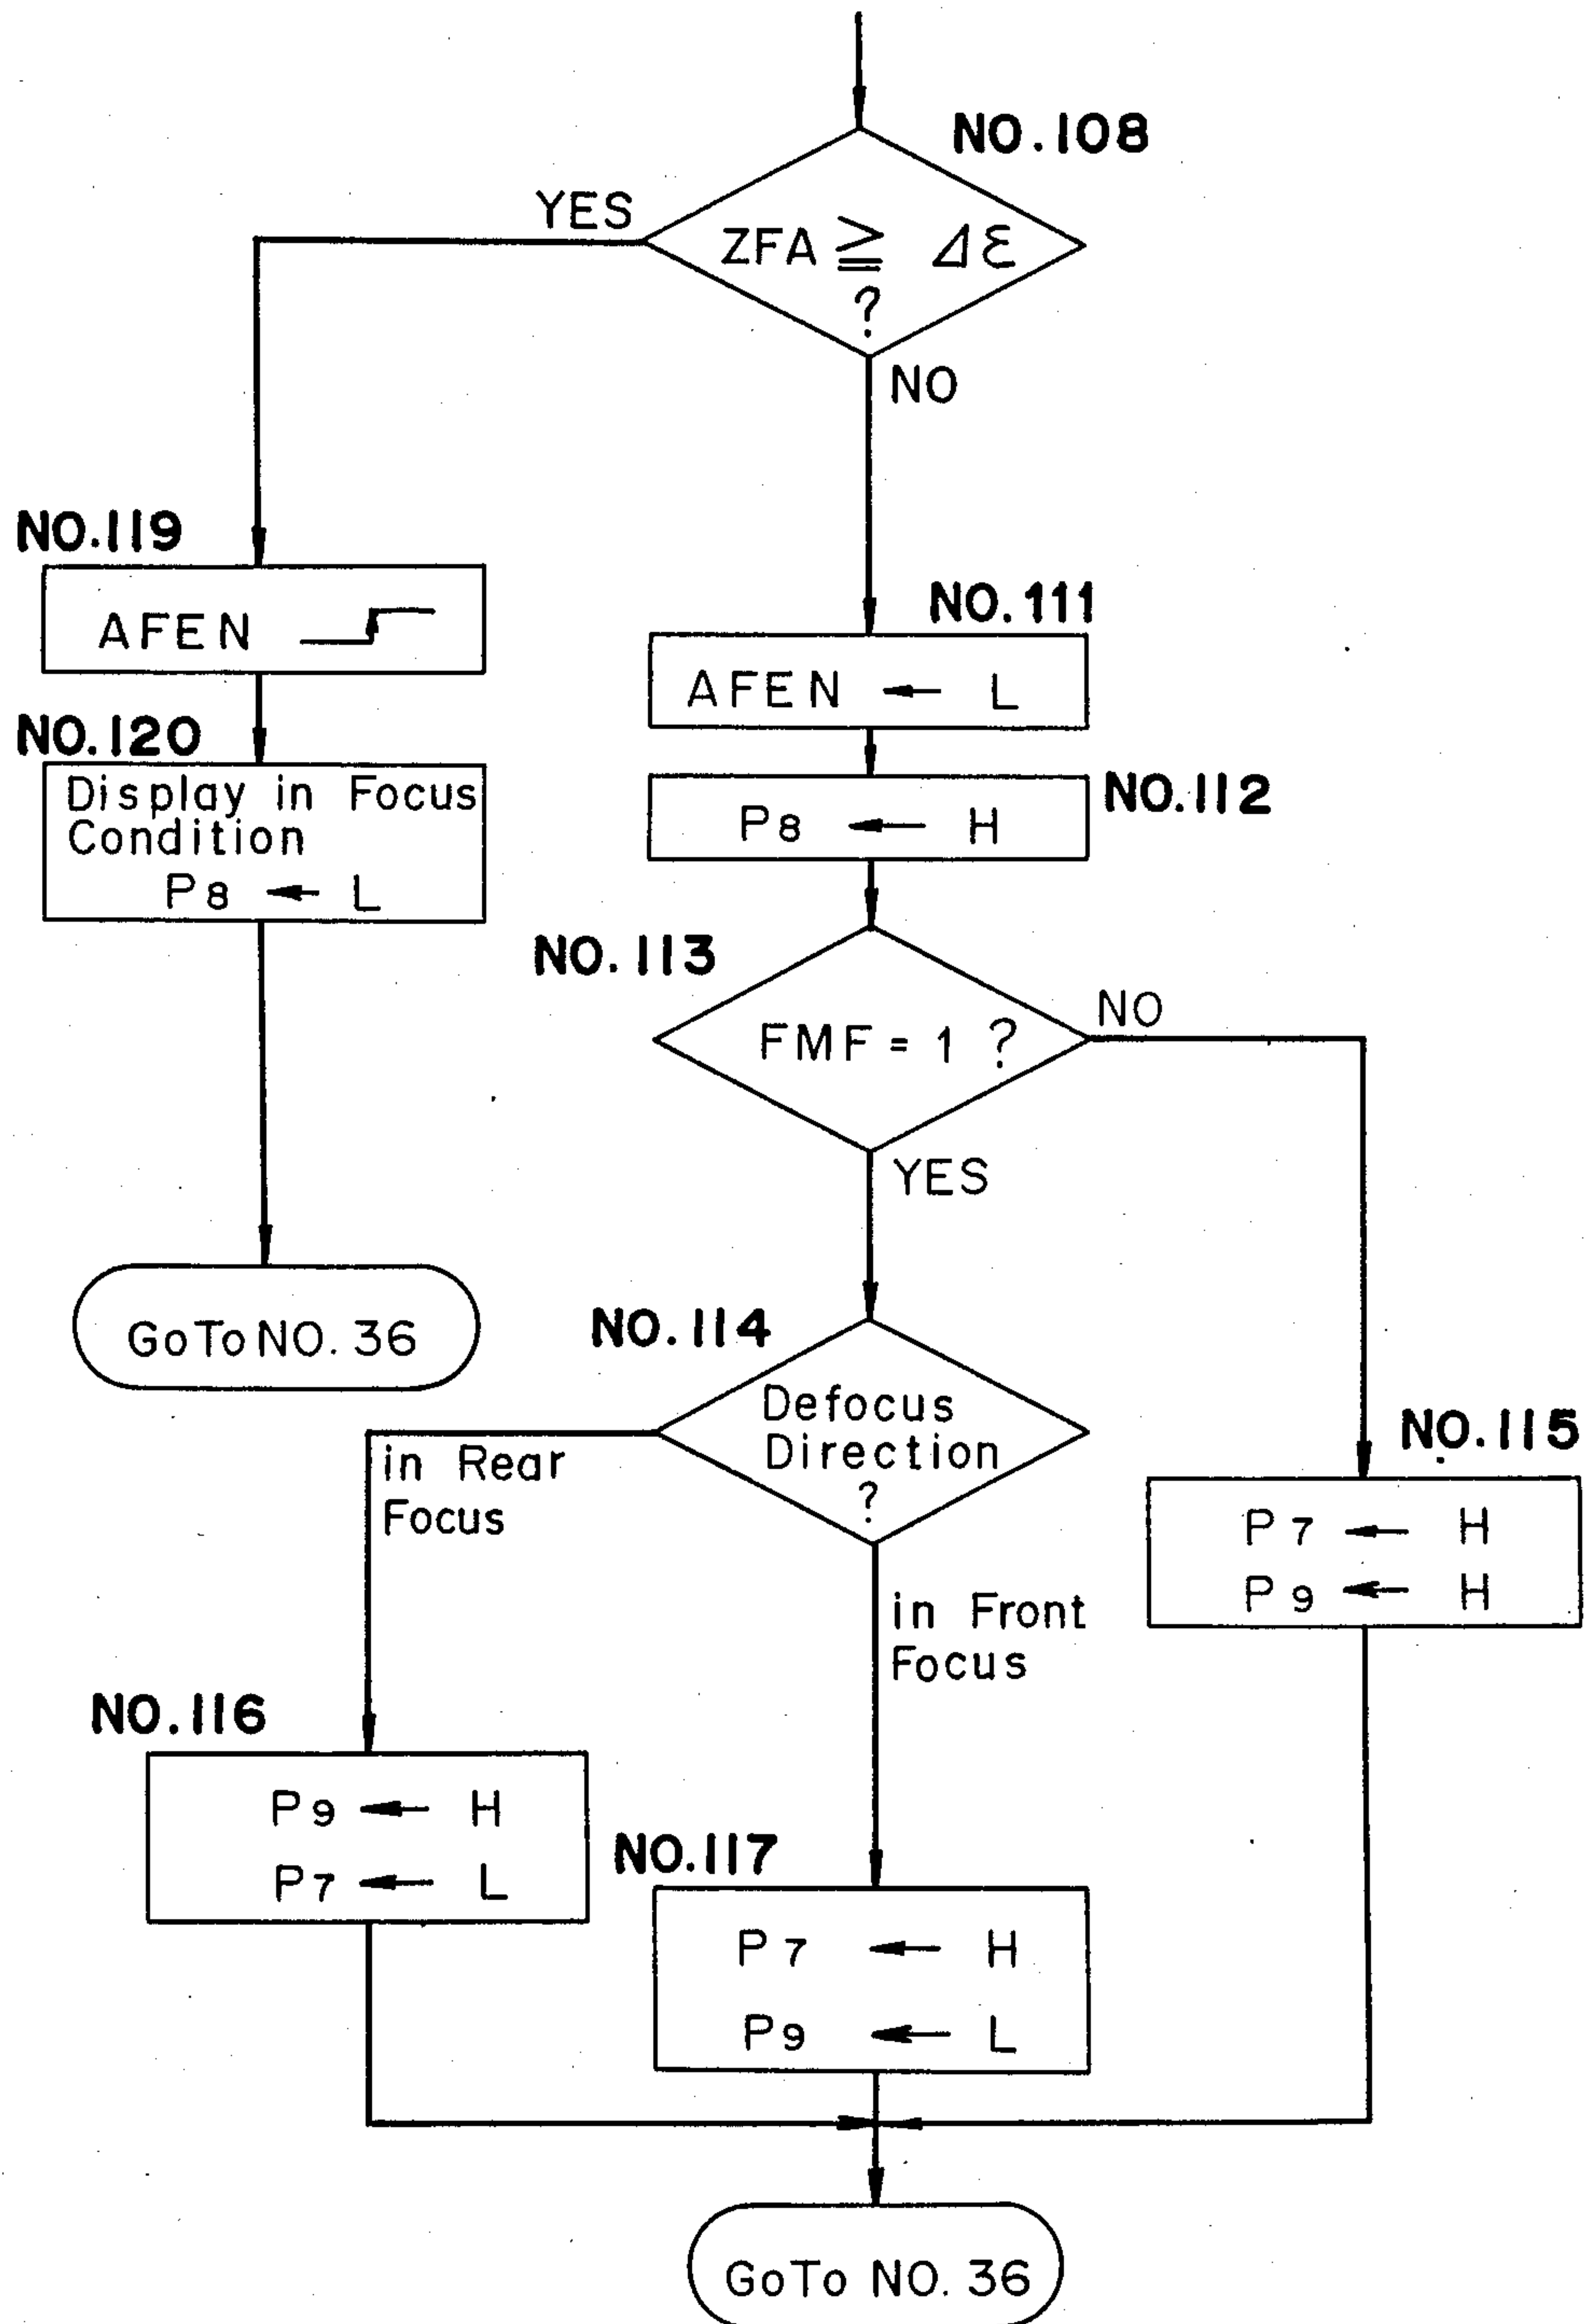 NO.108
YES
ZFA ≧ Δε
?
NO
NO.119
AFEN
NO.111
AFEN ← L
NO.120
Display in Focus
Condition
P8 ← L
NO.112
P8 ← H
NO.113
FMF = 1 ?
NO
YES
GoTo NO. 36
NO.114
Defocus
Direction
?
in Rear
Focus
in Front
Focus
NO.115
P7 ← H
P9 ← H
NO.116
P9 ← H
P7 ← L
NO.117
P7 ← H
P9 ← L
GoTo NO. 36